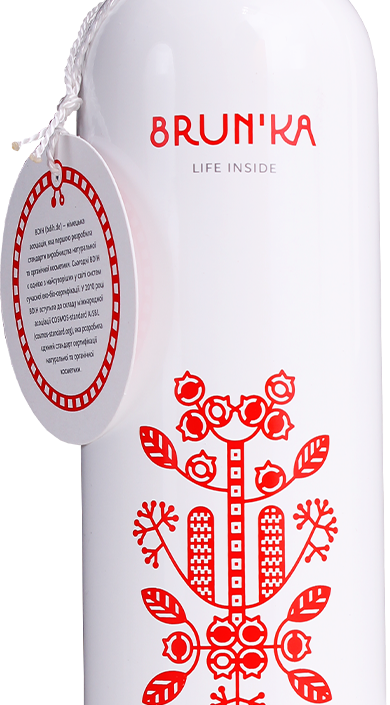 BRUN'KA
LIFE INSIDE
BDIH (bdih.de) – німецька
асоціація, яка першою розробила
стандарти виробництва натуральної
та органічної косметики. Сьогодні BDIH
є однією з найсуворіших у світі систем
сучасної еко-біо-сертифікації. У 2010 році
BDIH вступила до складу міжнародної
асоціації COSMOS-standard AISBL
(cosmos-standard.org), яка розробила
єдиний стандарт сертифікації
натуральної та органічної
косметики.